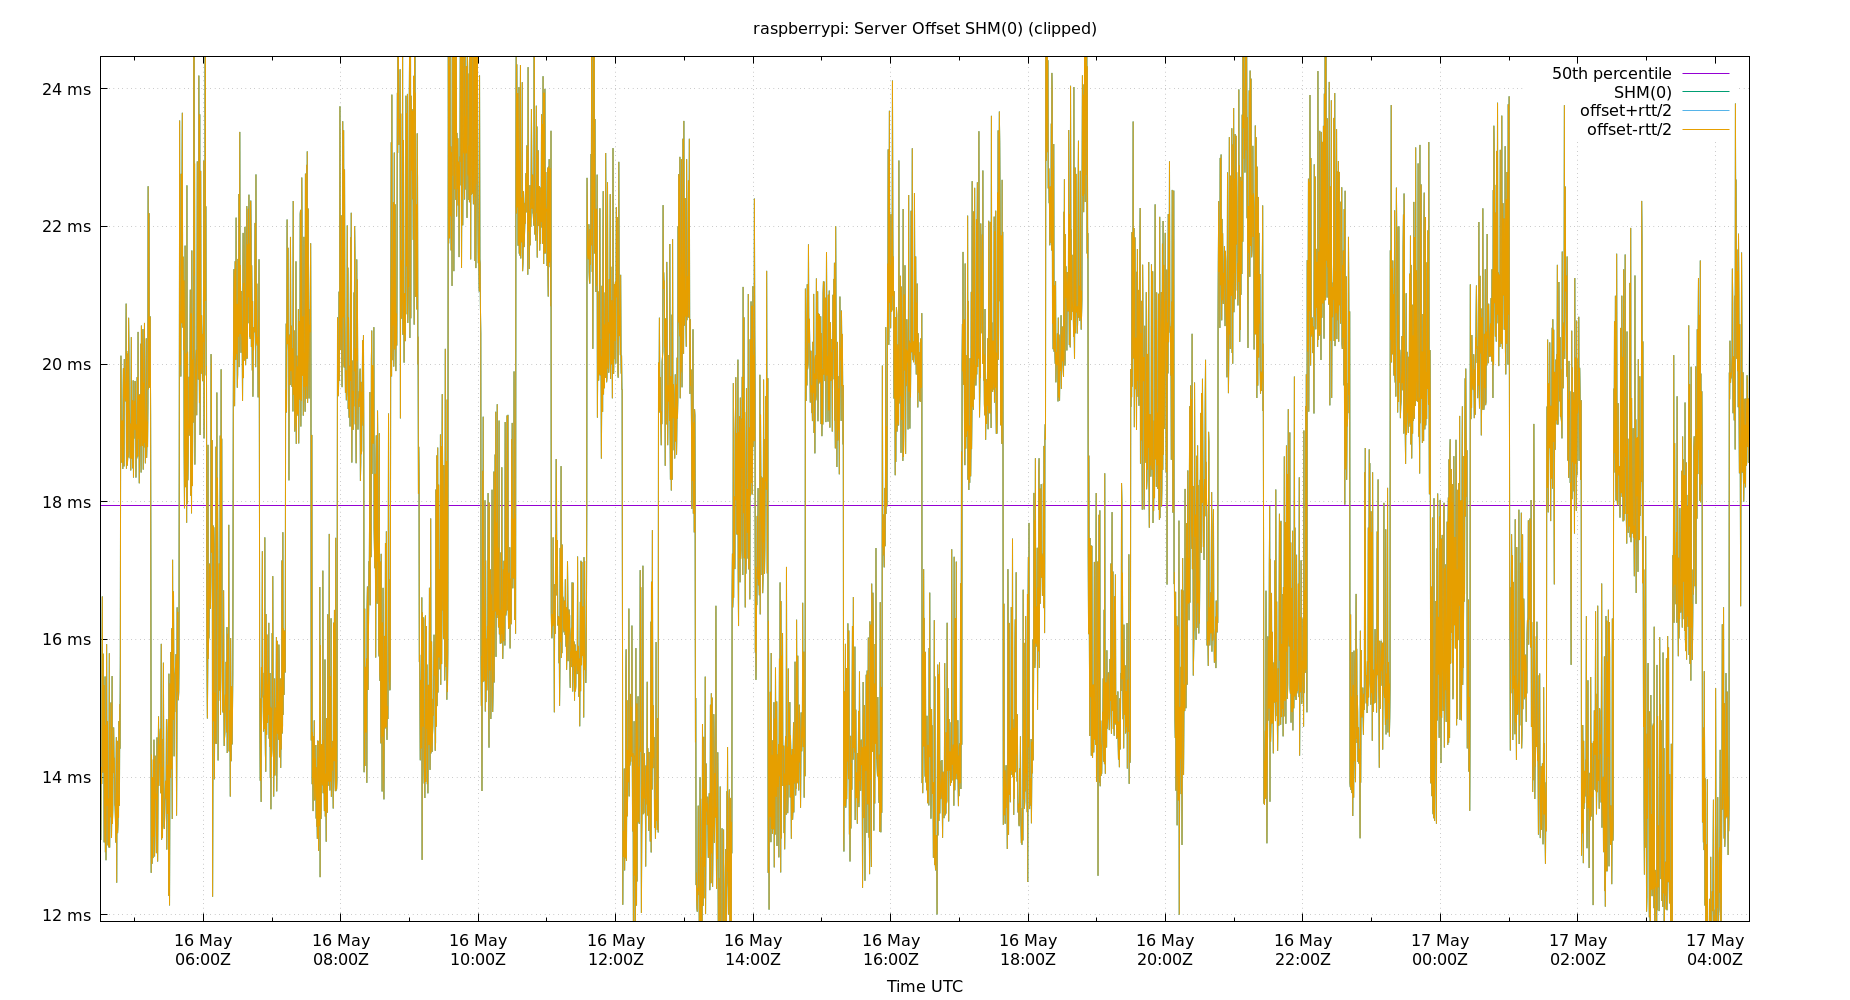 raspberrypi: Server Offset SHM(0) (clipped)
50th percentile
SHM(0)
offset+rtt/2
offset-rtt/2
24 ms
22 ms
20 ms
18 ms
16 ms
14 ms
12 ms
16 May 16 May 16 May 16 May 16 May 16 May 16 May 16 May 16 May 17 May 17 May 17 May
06:00Z 08:00Z 10:00Z 12:00Z 14:00Z 16:00Z 18:00Z 20:00Z 22:00Z 00:00Z 02:00Z 04:00Z
Time UTC